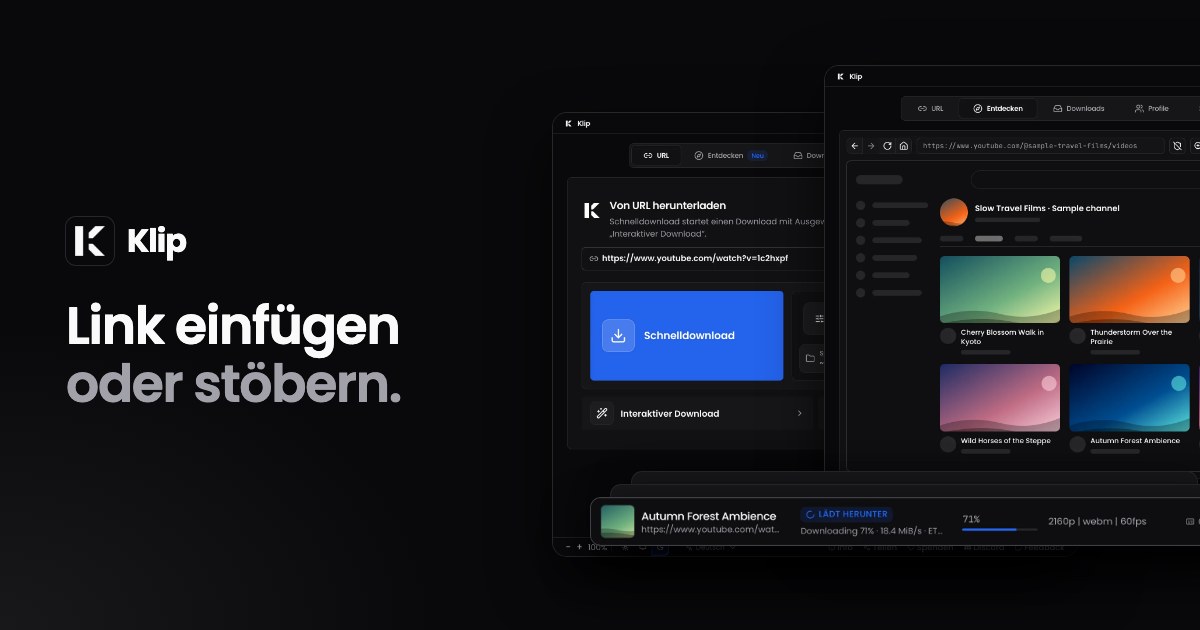 Klip
Link einfügen
oder stöbern.
Klip
URL
Entdecken
Neu
Von URL herunterladen
Schnelldownload startet einen Download mit
„Interaktiver Download“.
https://www.youtube.com/watch?v=1c2hxpf
Schnelldownload
Interaktiver Download
Klip
URL
Entdecken
Downloads
Profile
https://www.youtube.com/@sample-travel-films/videos
Slow Travel Films · Sample channel
Cherry Blossom Walk in
Kyoto
Thunderstorm Over the
Prairie
Wild Horses of the Steppe
Autumn Forest Ambience
Autumn Forest Ambience
https://www.youtube.com/wat...
LÄDT HERUNTER
Downloading 71% · 18.4 MiB/s · ET...
71%
2160p | webm | 60fps
− + 100%